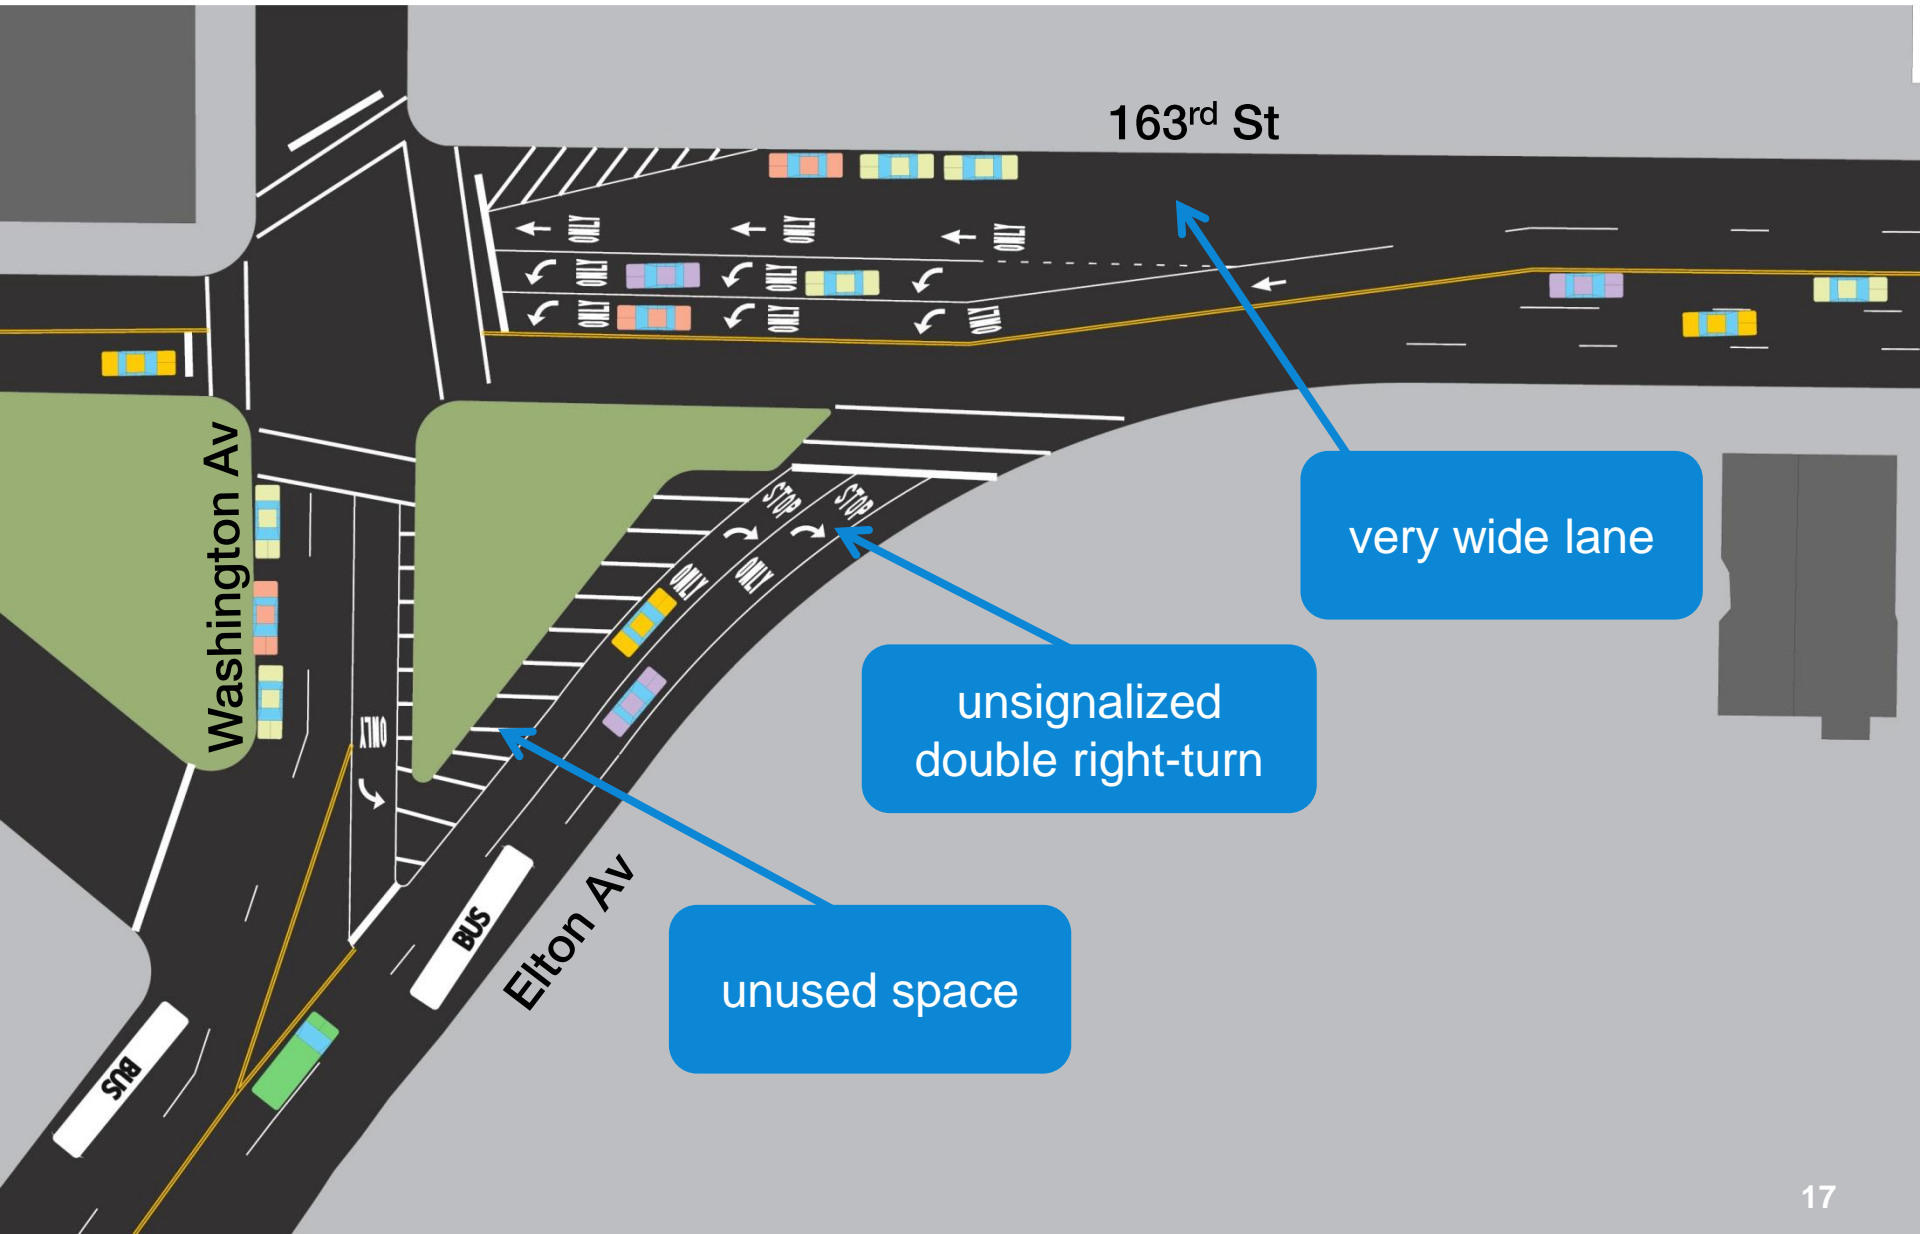 163rd St
ONLY ONLY ONLY
ONLY ONLY
ONLY ONLY ONLY
Washington Av
STOP STOP
ONLY ONLY
very wide lane
unsignalized
double right-turn
ONLY
unused space
Elton Av
BUS
BUS
17